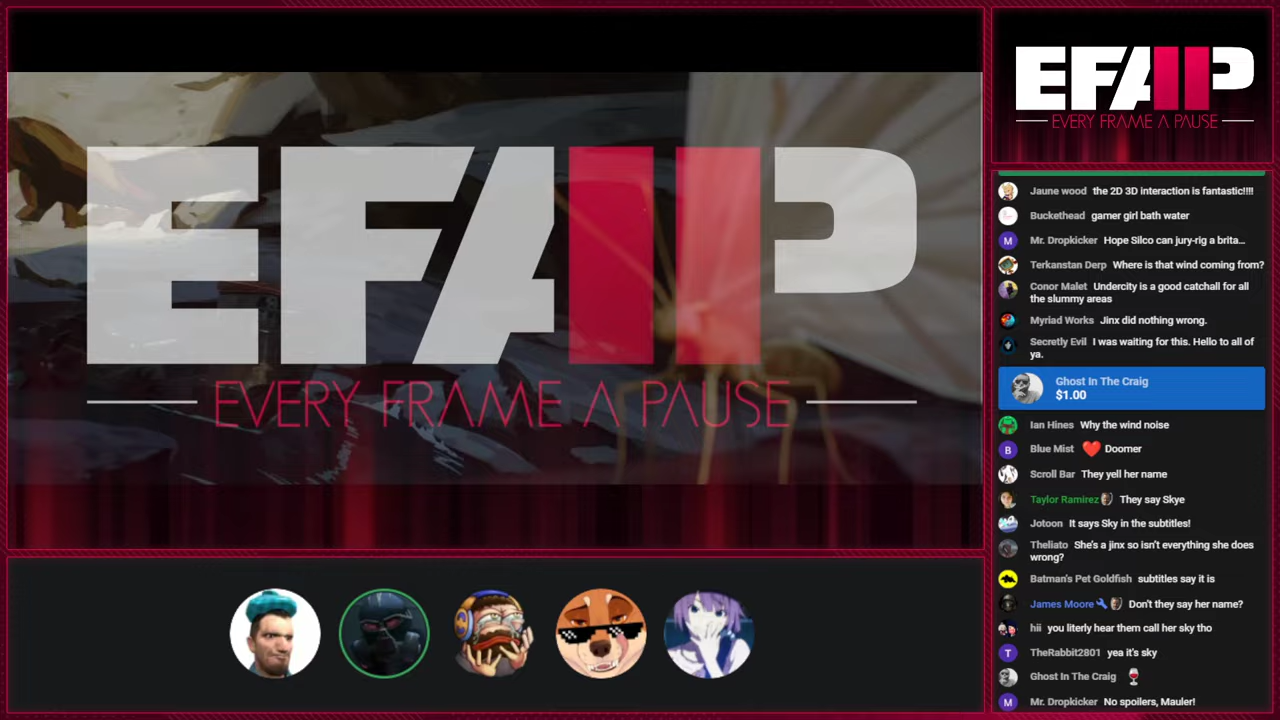 EFAP
EVERY FRAME A PAUSE
EFAP
EVERY FRAME A PAUSE
Jaune wood the 2D 3D interaction is fantastic!!!!
Buckethead gamer girl bath water
M Mr. Dropkicker Hope Silco can jury-rig a brita...
Terkanstan Derp Where is that wind coming from?
Conor Malet Undercity is a good catchall for all
the slummy areas
Myriad Works Jinx did nothing wrong.
Secretly Evil I was waiting for this. Hello to all of
ya.
Ghost In The Craig
$1.00
Ian Hines Why the wind noise
B Blue Mist ❤️ Doomer
Scroll Bar They yell her name
Taylor Ramirez They say Skye
Jotoon It says Sky in the subtitles!
Theliato She's a jinx so isn't everything she does
wrong?
Batman's Pet Goldfish subtitles say it is
James Moore Don't they say her name?
hii you literly hear them call her sky tho
T TheRabbit2801 yea it's sky
Ghost In The Craig 🍷
M Mr. Dropkicker No spoilers, Mauler!